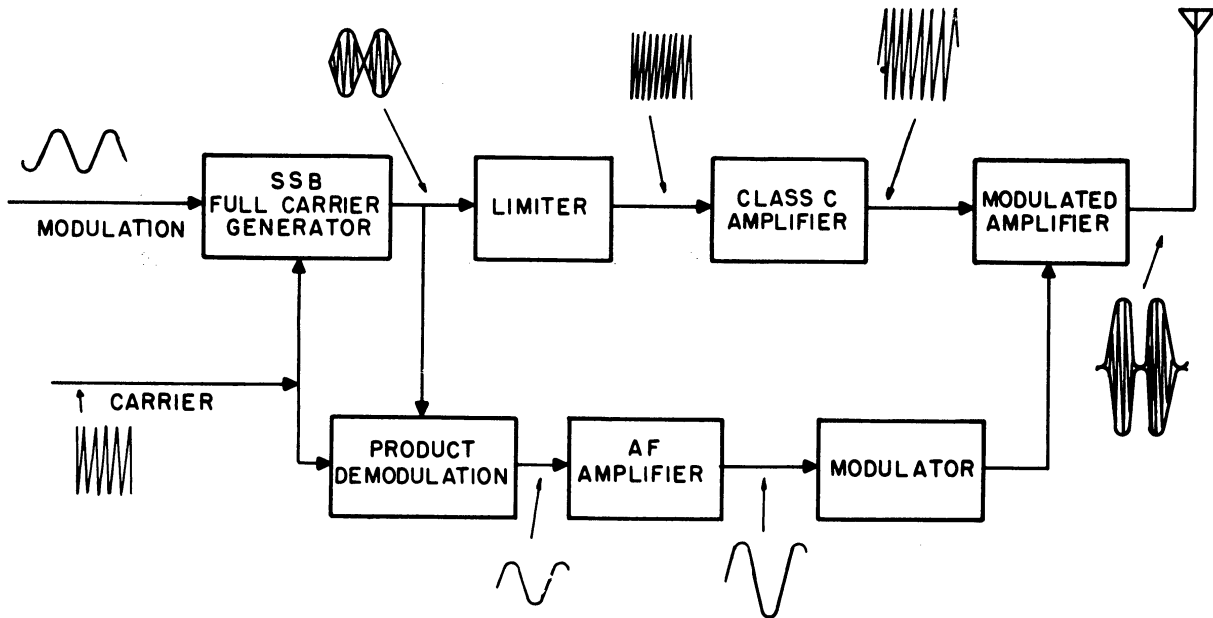 SSB
FULL CARRIER
GENERATOR
LIMITER
CLASS C
AMPLIFIER
MODULATED
AMPLIFIER
MODULATION
CARRIER
PRODUCT
DEMODULATION
AF
AMPLIFIER
MODULATOR